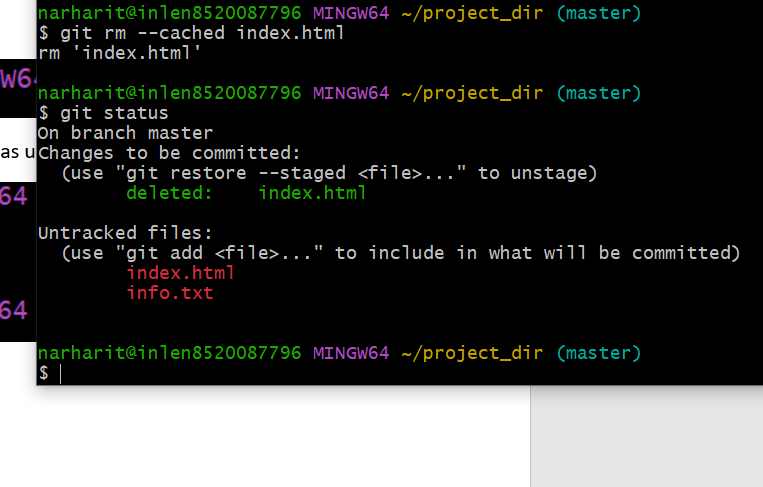 narharit@inlen8520087796 MINGW64 ~/project_dir (master)
$ git rm --cached index.html
rm 'index.html'
W64
narharit@inlen8520087796 MINGW64 ~/project_dir (master)
$ git status
On branch master
as u
Changes to be committed:
(use "git restore --staged <file>..." to unstage)
64
deleted: index.html
Untracked files:
(use "git add <file>..." to include in what will be committed)
index.html
info.txt
64
narharit@inlen8520087796 MINGW64 ~/project_dir (master)
$